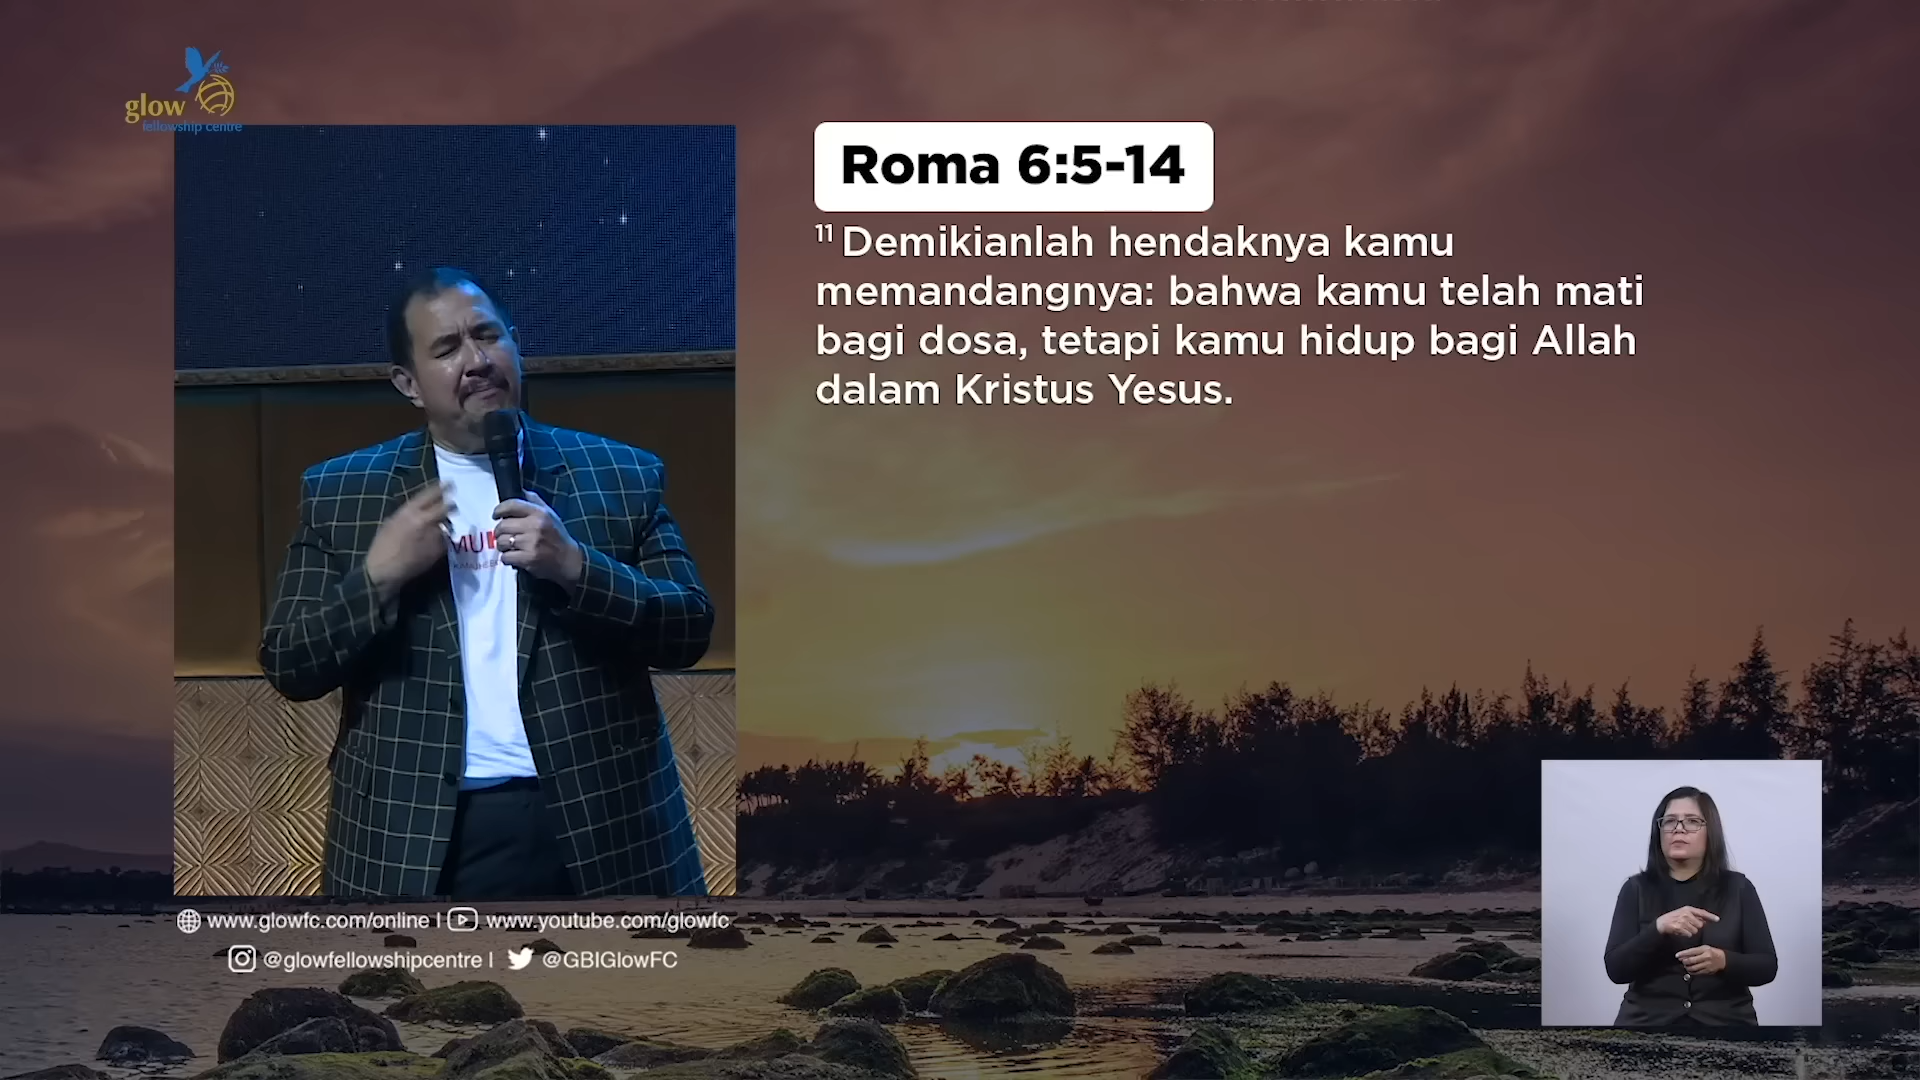 glow
fellowship centre
Roma 6:5-14
11 Demikianlah hendaknya kamu
memandangnya: bahwa kamu telah mati
bagi dosa, tetapi kamu hidup bagi Allah
dalam Kristus Yesus.
MUH
www.glowfc.com/online | www.youtube.com/glowfc
@glowfellowshipcentre | @GBIGlowFC